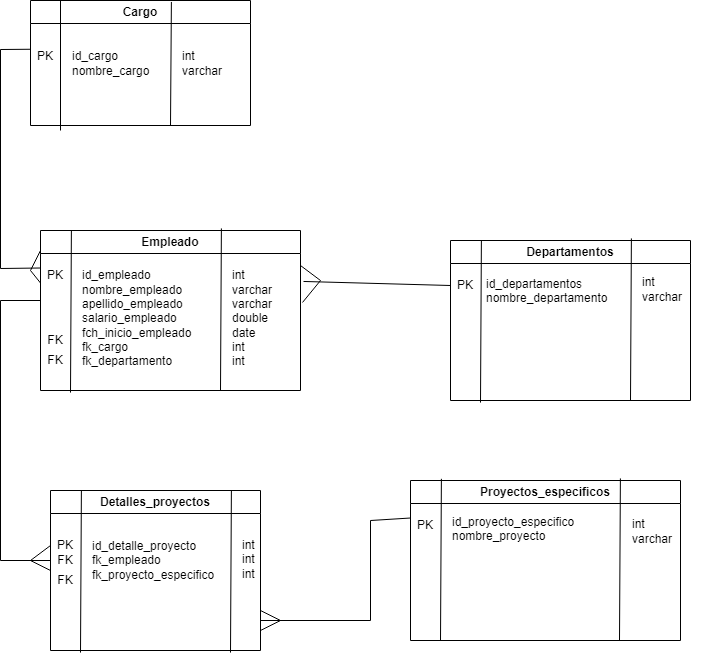 Cargo
PK id_cargo int
nombre_cargo varchar
Empleado
PK id_empleado int
nombre_empleado varchar
apellido_empleado varchar
salario_empleado double
fch_inicio_empleado date
FK fk_cargo int
FK fk_departamento int
Departamentos
PK id_departamentos int
nombre_departamento varchar
Detalles_proyectos
PK id_detalle_proyecto int
FK fk_empleado int
FK fk_proyecto_especifico int
Proyectos_especificos
PK id_proyecto_especifico int
nombre_proyecto varchar